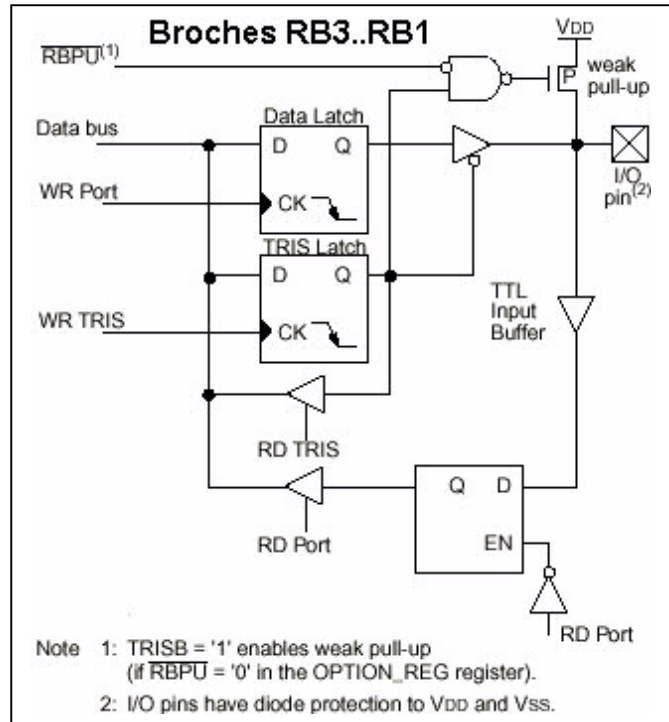 Broches RB3..RB1
VDD
RBPU(1)
P
weak
pull-up
Data bus
Data Latch
D Q
WR Port
CK
I/O
pin(2)
TRIS Latch
D Q
TTL
Input
Buffer
WR TRIS
CK
RD TRIS
Q D
RD Port
EN
RD Port
Note 1: TRISB = '1' enables weak pull-up
(if RBPU = '0' in the OPTION_REG register).
2: I/O pins have diode protection to VDD and VSS.